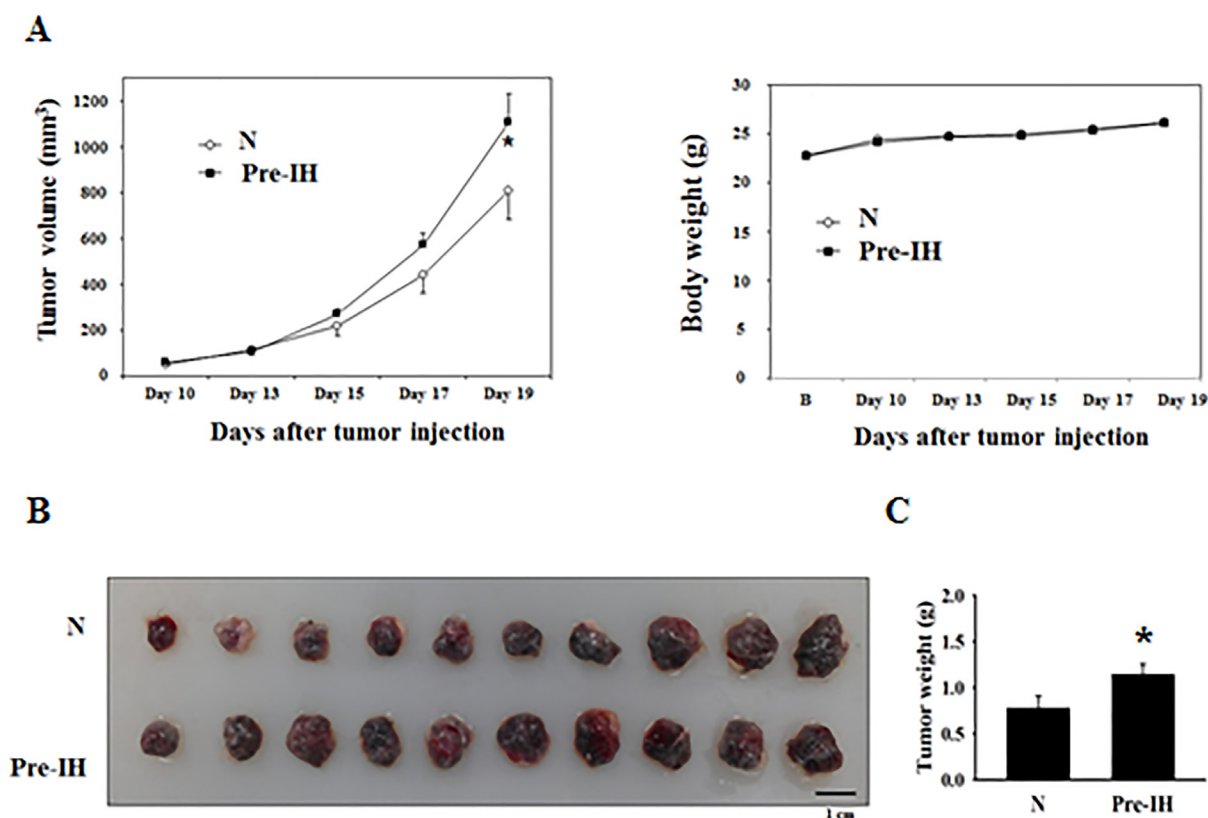 A
Tumor volume (mm³)
1200
1000
800
600
400
200
0
N
Pre-IH
★
Day 10 Day 13 Day 15 Day 17 Day 19
Days after tumor injection
Body weight (g)
30
25
20
15
10
5
0
N
Pre-IH
B Day 10 Day 13 Day 15 Day 17 Day 19
Days after tumor injection
B
N
Pre-IH
1 cm
C
Tumor weight (g)
2.0
1.5
1.0
0.5
0.0
*
N Pre-IH